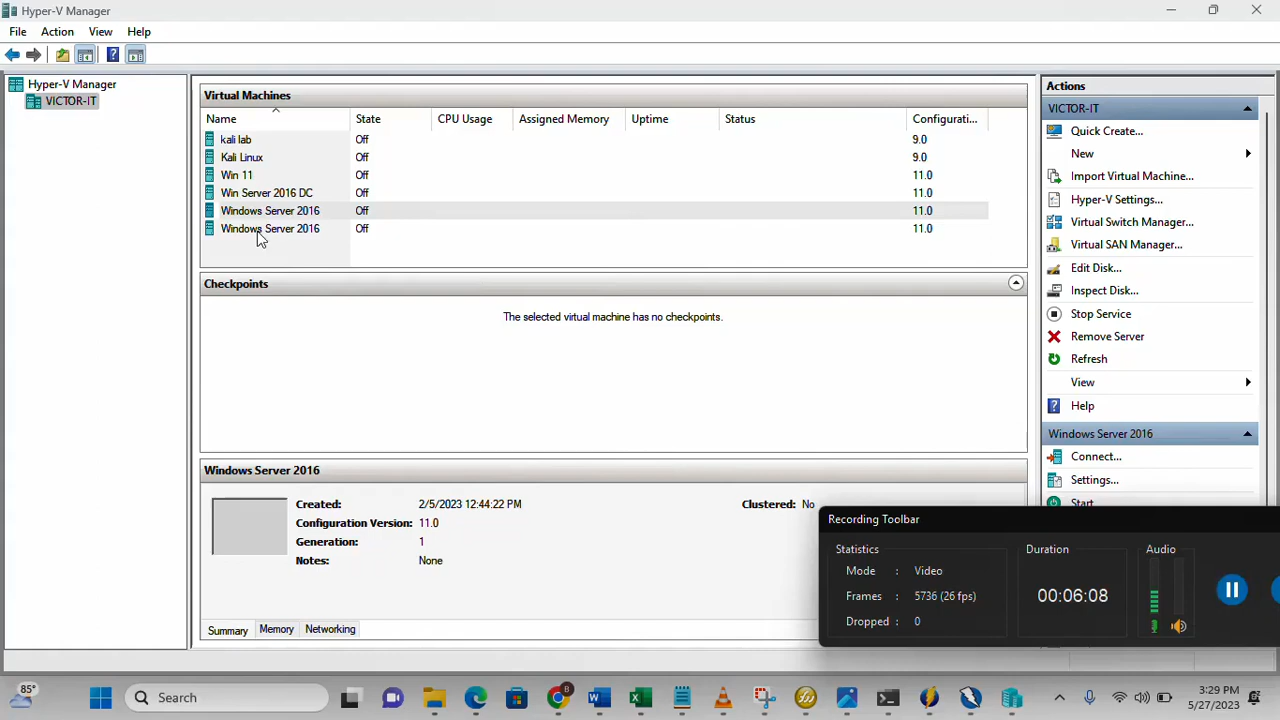 Hyper-V Manager
File Action View Help
Hyper-V Manager
VICTOR-IT
Virtual Machines
Name State CPU Usage Assigned Memory Uptime Status Configurati...
kali lab Off 9.0
Kali Linux Off 9.0
Win 11 Off 11.0
Win Server 2016 DC Off 11.0
Windows Server 2016 Off 11.0
Windows Server 2016 Off 11.0
Checkpoints
The selected virtual machine has no checkpoints.
Windows Server 2016
Created: 2/5/2023 12:44:22 PM Clustered: No
Configuration Version: 11.0
Generation: 1
Notes: None
Summary Memory Networking
Actions
VICTOR-IT
Quick Create...
New
Import Virtual Machine...
Hyper-V Settings...
Virtual Switch Manager...
Virtual SAN Manager...
Edit Disk...
Inspect Disk...
Stop Service
Remove Server
Refresh
View
Help
Windows Server 2016
Connect...
Settings...
Start
Recording Toolbar
Statistics Duration Audio
Mode : Video
Frames : 5736 (26 fps)
Dropped : 0
00:06:08
85°
Search
B
3:29 PM
5/27/2023